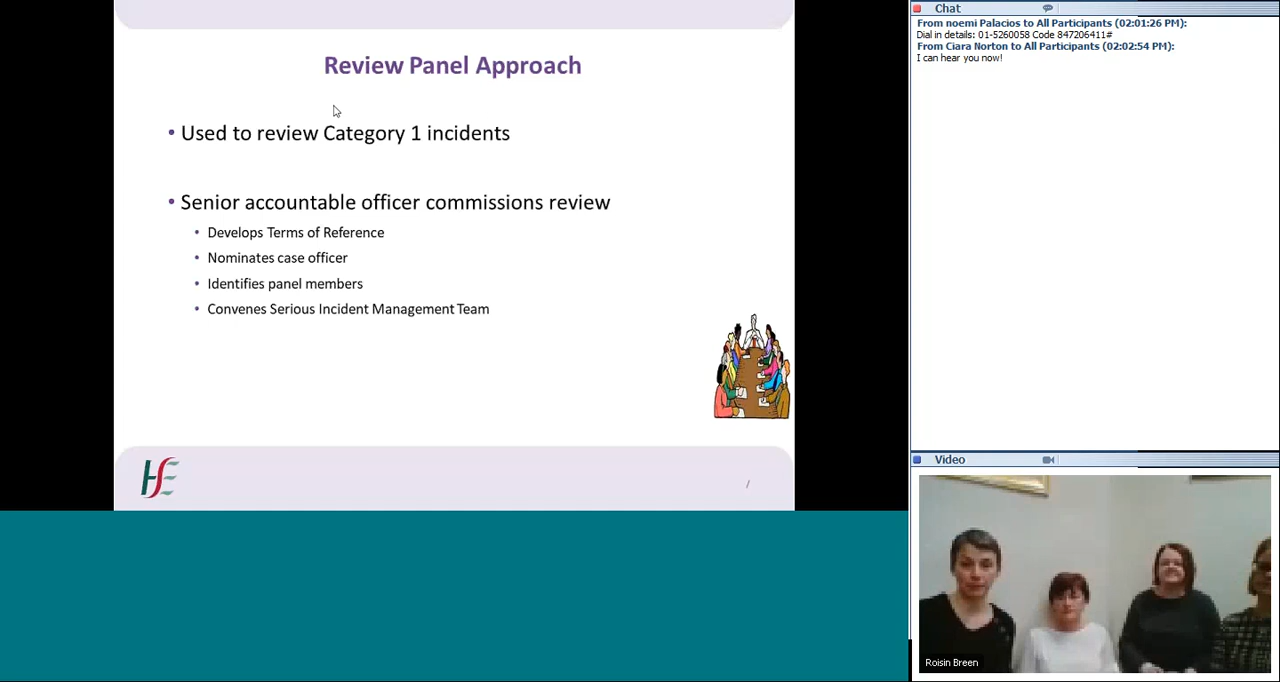 Review Panel Approach
• Used to review Category 1 incidents
• Senior accountable officer commissions review
• Develops Terms of Reference
• Nominates case officer
• Identifies panel members
• Convenes Serious Incident Management Team
HSE
/
Chat
From noemi Palacios to All Participants (02:01:26 PM):
Dial in details: 01-5260058 Code 847206411#
From Ciara Norton to All Participants (02:02:54 PM):
I can hear you now!
Video
Roisin Breen